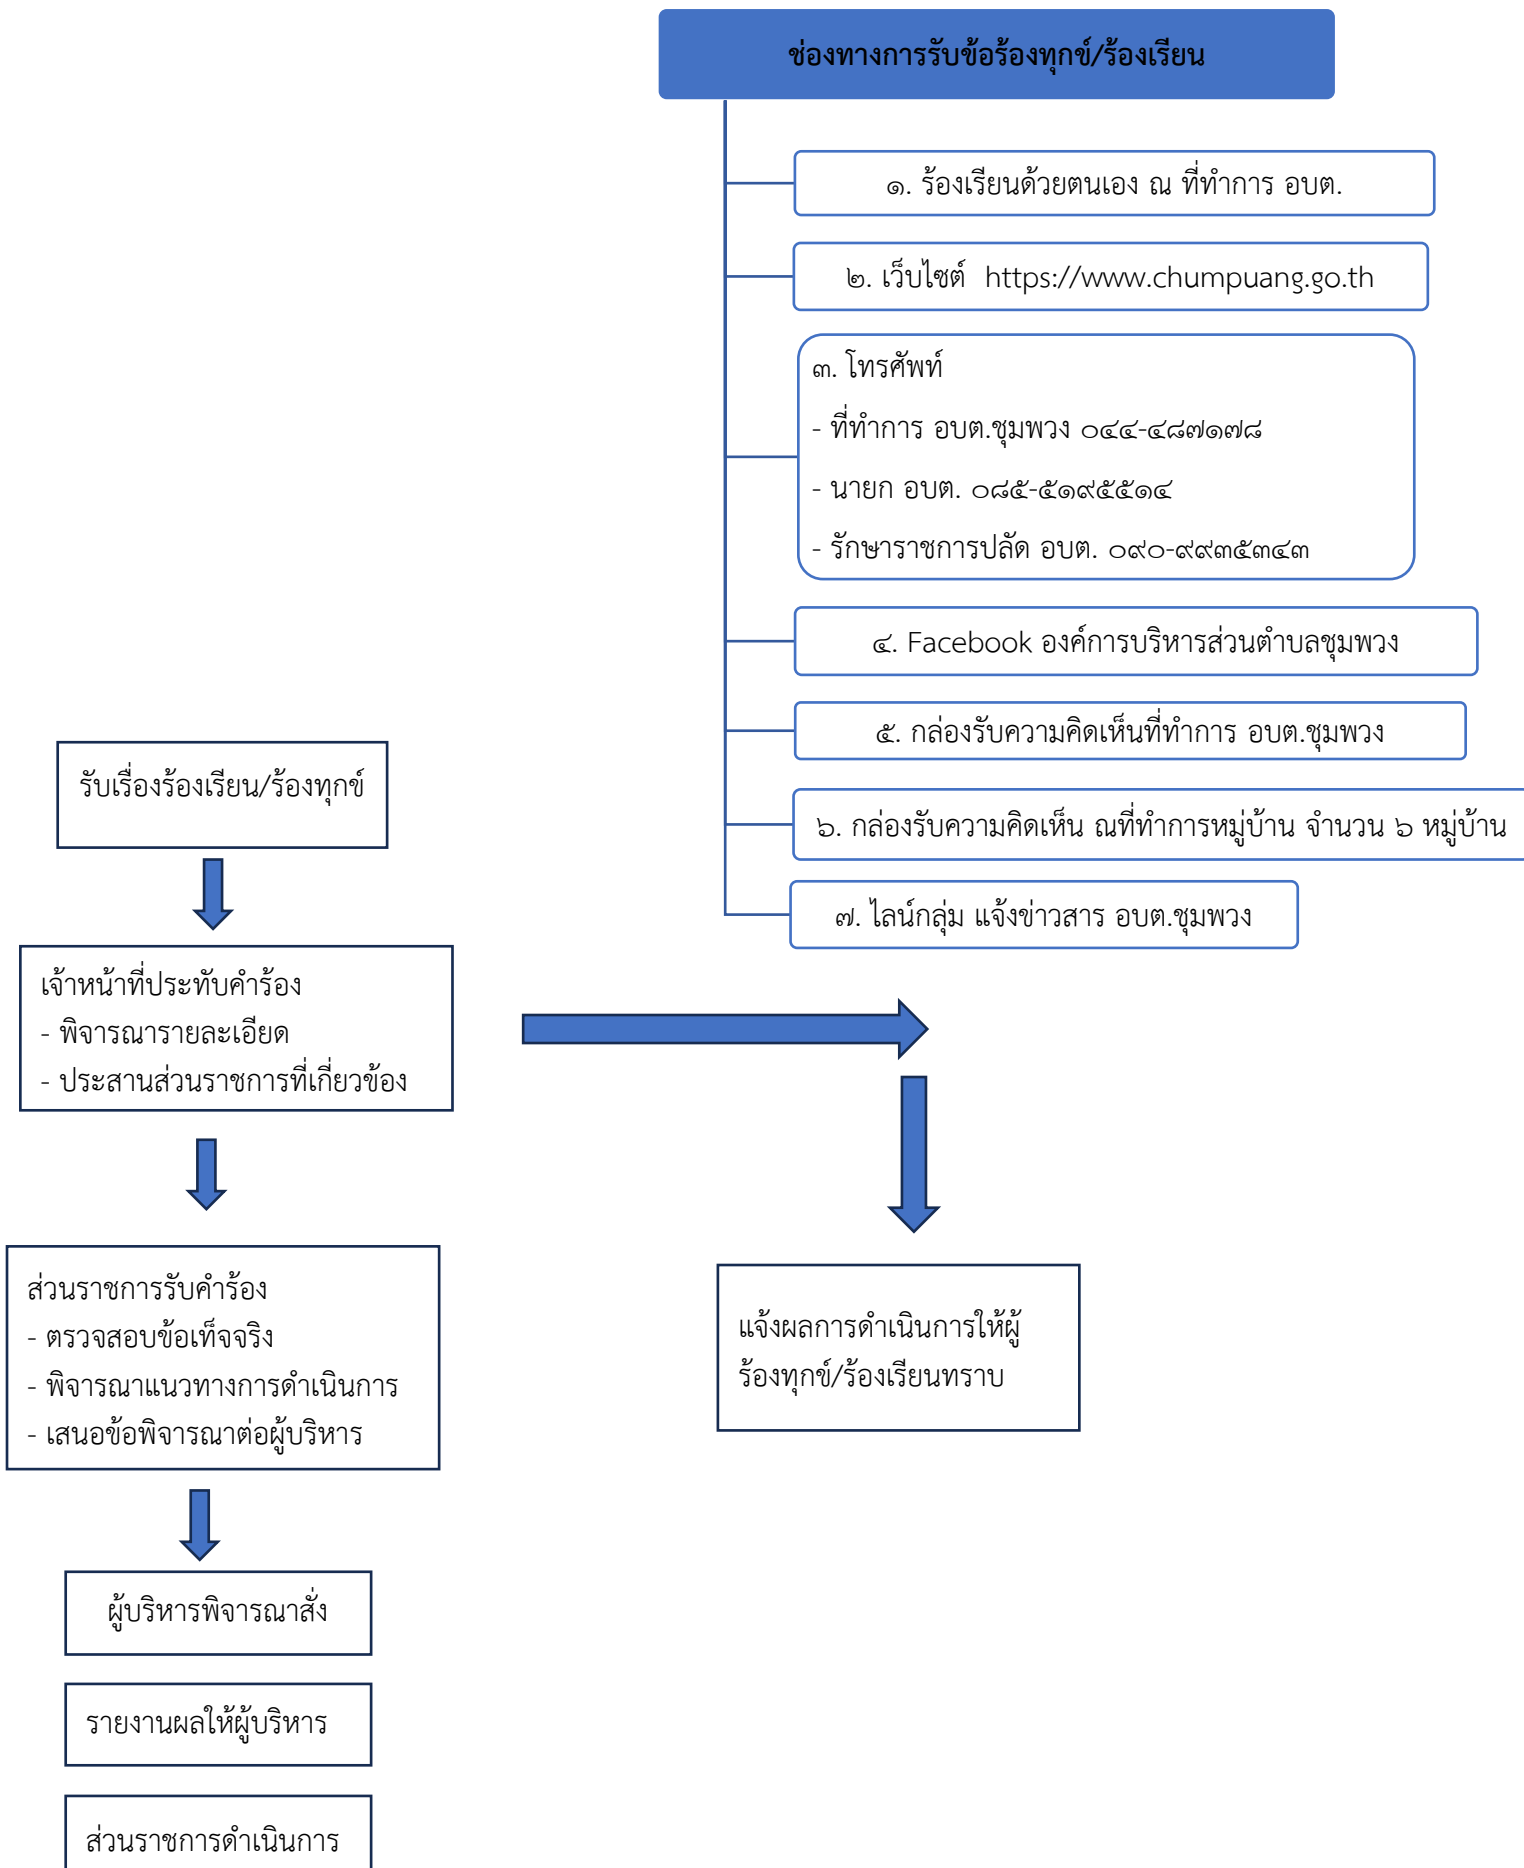 ช่องทางการรับข้อร้องทุกข์/ร้องเรียน
๑. ร้องเรียนด้วยตนเอง ณ ที่ทำการ อบต.
๒. เว็บไซต์ https://www.chumpuang.go.th
๓. โทรศัพท์
- ที่ทำการ อบต.ชุมพวง ๐๔๔-๔๘๗๑๗๘
- นายก อบต. ๐๘๕-๕๑๙๕๕๑๔
- รักษาราชการปลัด อบต. ๐๙๐-๙๙๓๕๓๔๓
๔. Facebook องค์การบริหารส่วนตำบลชุมพวง
๕. กล่องรับความคิดเห็นที่ทำการ อบต.ชุมพวง
๖. กล่องรับความคิดเห็น ณที่ทำการหมู่บ้าน จำนวน ๖ หมู่บ้าน
๗. ไลน์กลุ่ม แจ้งข่าวสาร อบต.ชุมพวง
รับเรื่องร้องเรียน/ร้องทุกข์
เจ้าหน้าที่ประทับคำร้อง
- พิจารณารายละเอียด
- ประสานส่วนราชการที่เกี่ยวข้อง
ส่วนราชการรับคำร้อง
- ตรวจสอบข้อเท็จจริง
- พิจารณาแนวทางการดำเนินการ
- เสนอข้อพิจารณาต่อผู้บริหาร
แจ้งผลการดำเนินการให้ผู้
ร้องทุกข์/ร้องเรียนทราบ
ผู้บริหารพิจารณาสั่ง
รายงานผลให้ผู้บริหาร
ส่วนราชการดำเนินการ